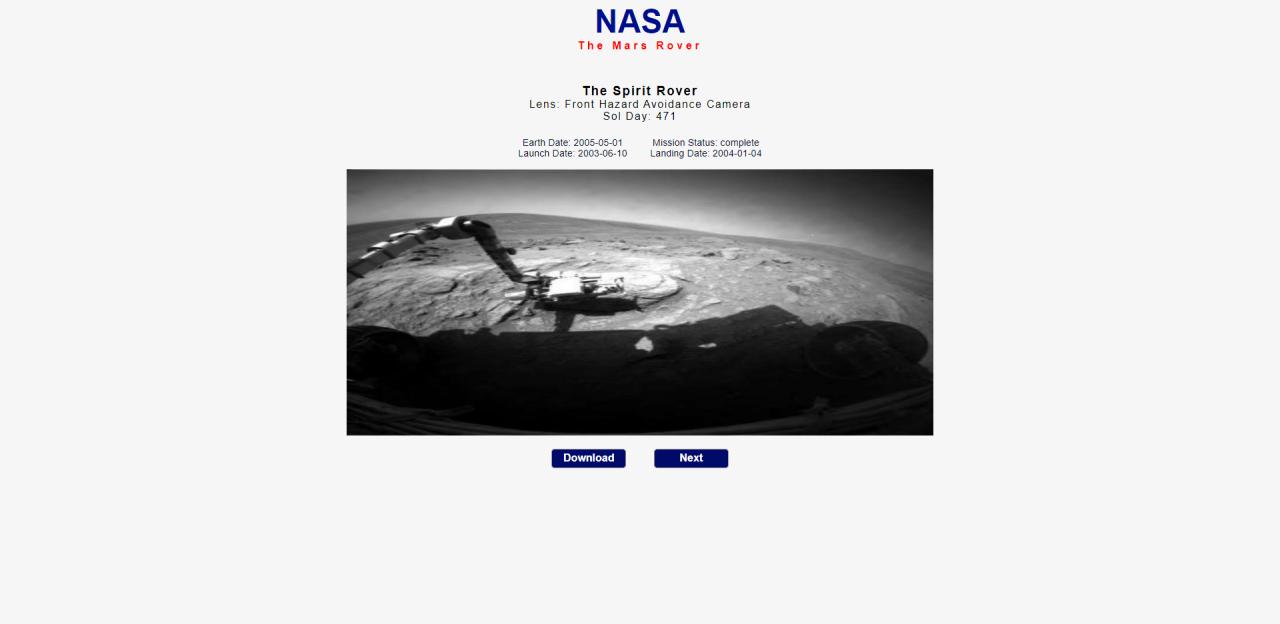 NASA
The Mars Rover
The Spirit Rover
Lens: Front Hazard Avoidance Camera
Sol Day: 471
Earth Date: 2005-05-01
Launch Date: 2003-06-10
Mission Status: complete
Landing Date: 2004-01-04
Download
Next